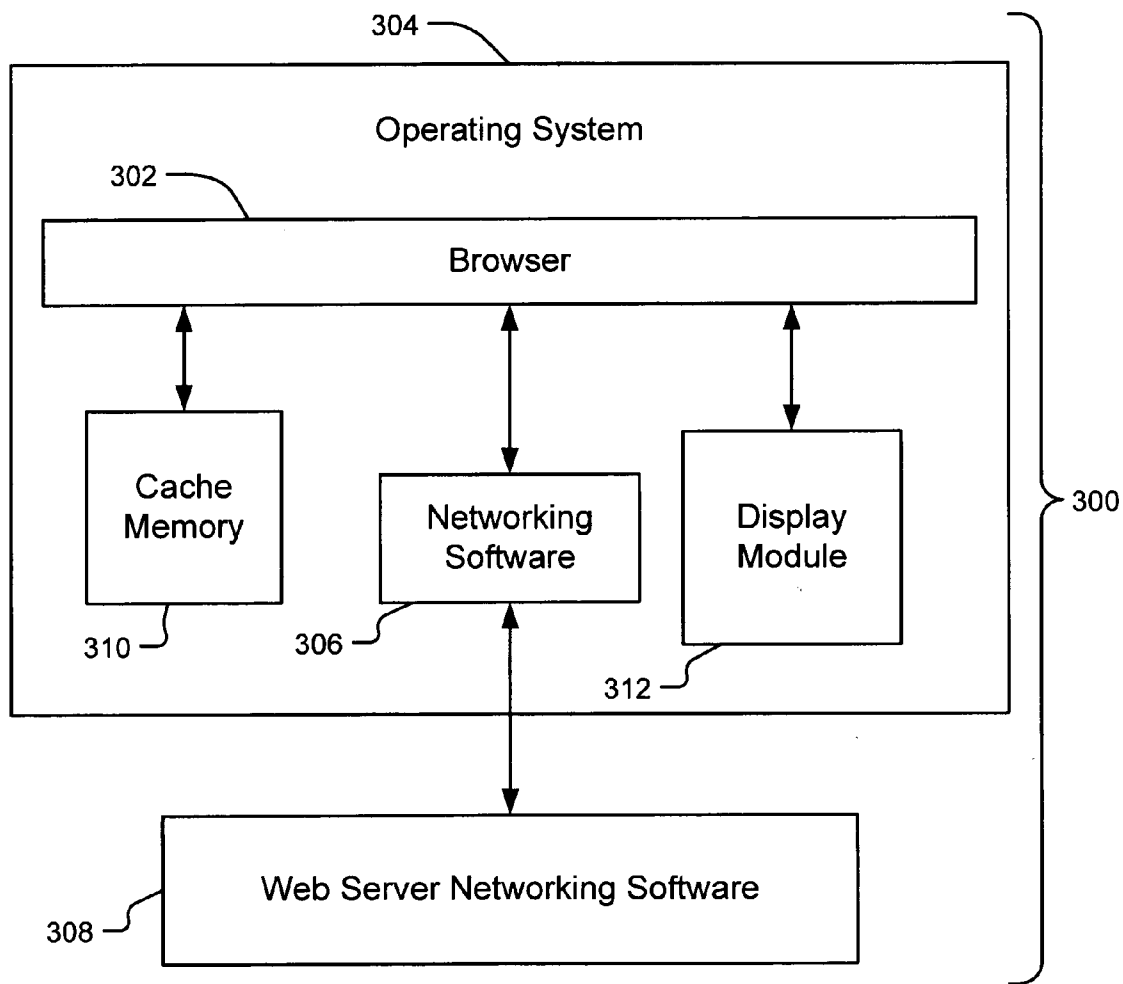 304
Operating System
302
Browser
Cache
Memory
Networking
Software
Display
Module
300
310
306
312
Web Server Networking Software
308